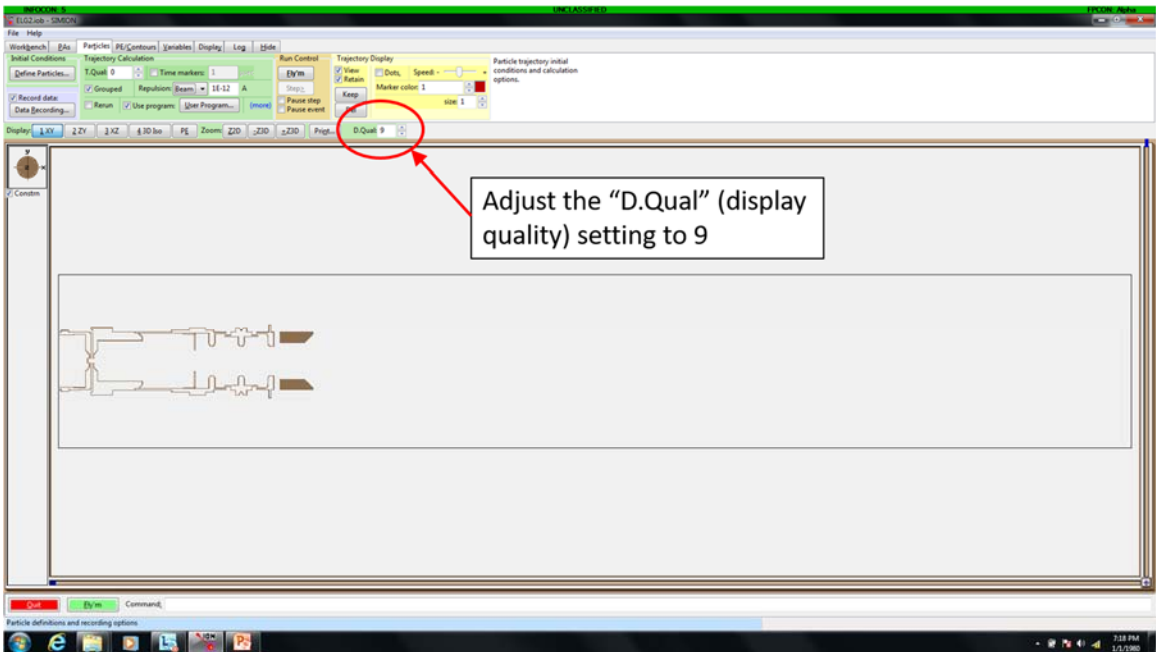 INFOCON: 5 UNCLASSIFIED FPCON: Alpha
ELG2.iob - SIMION
File Help
Workbench PAs Particles PE/Contours Variables Display Log Hide
Initial Conditions Trajectory Calculation Run Control Trajectory Display
Define Particles... T.Qual: 0 Time markers: 1 Fly'm View Dots, Speed: - + Particle trajectory initial
Retain conditions and calculation
options.
Grouped Repulsion: Beam 1E-12 A Step> Keep Marker color: 1
Record data:
Data Recording... Rerun Use program: User Program... (more) Pause step size: 1
Pause event
Display: 1 XY 2 ZY 3 XZ 4 3D Iso PE Zoom: Z2D -Z3D +Z3D Print... D.Qual: 9
9
-x
Constrn
Adjust the “D.Qual” (display
quality) setting to 9
Quit Fly'm Command:
Particle definitions and recording options
7:18 PM
1/1/1980